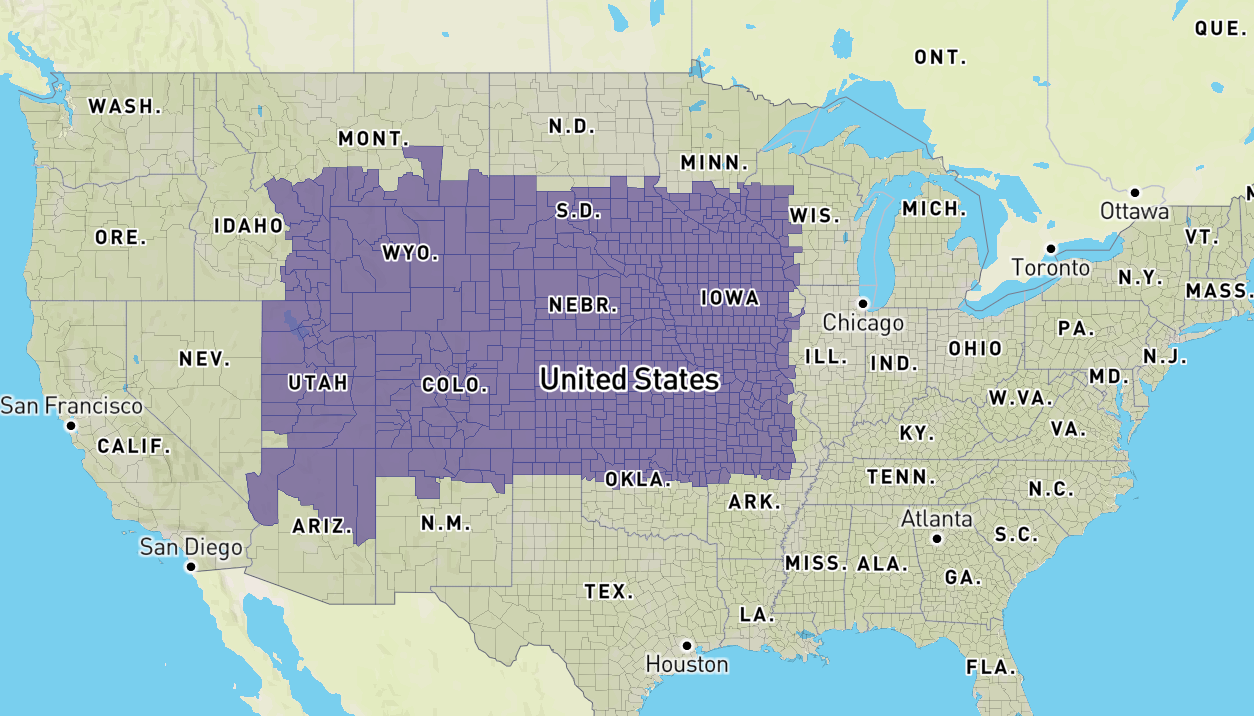 QUE.
ONT.
WASH.
MONT.
N.D.
MINN.
Ottawa
IDAHO
S.D.
WIS.
MICH.
ORE.
WYO.
VT.
Toronto
N.Y.
MASS.
NEBR.
IOWA
Chicago
PA.
NEV.
ILL.
IND.
OHIO
N.J.
UTAH
COLO.
United States
MD.
San Francisco
W.VA.
CALIF.
KY.
VA.
OKLA.
TENN.
ARK.
N.C.
ARIZ.
N.M.
Atlanta
S.C.
San Diego
MISS.
ALA.
GA.
TEX.
LA.
Houston
FLA.